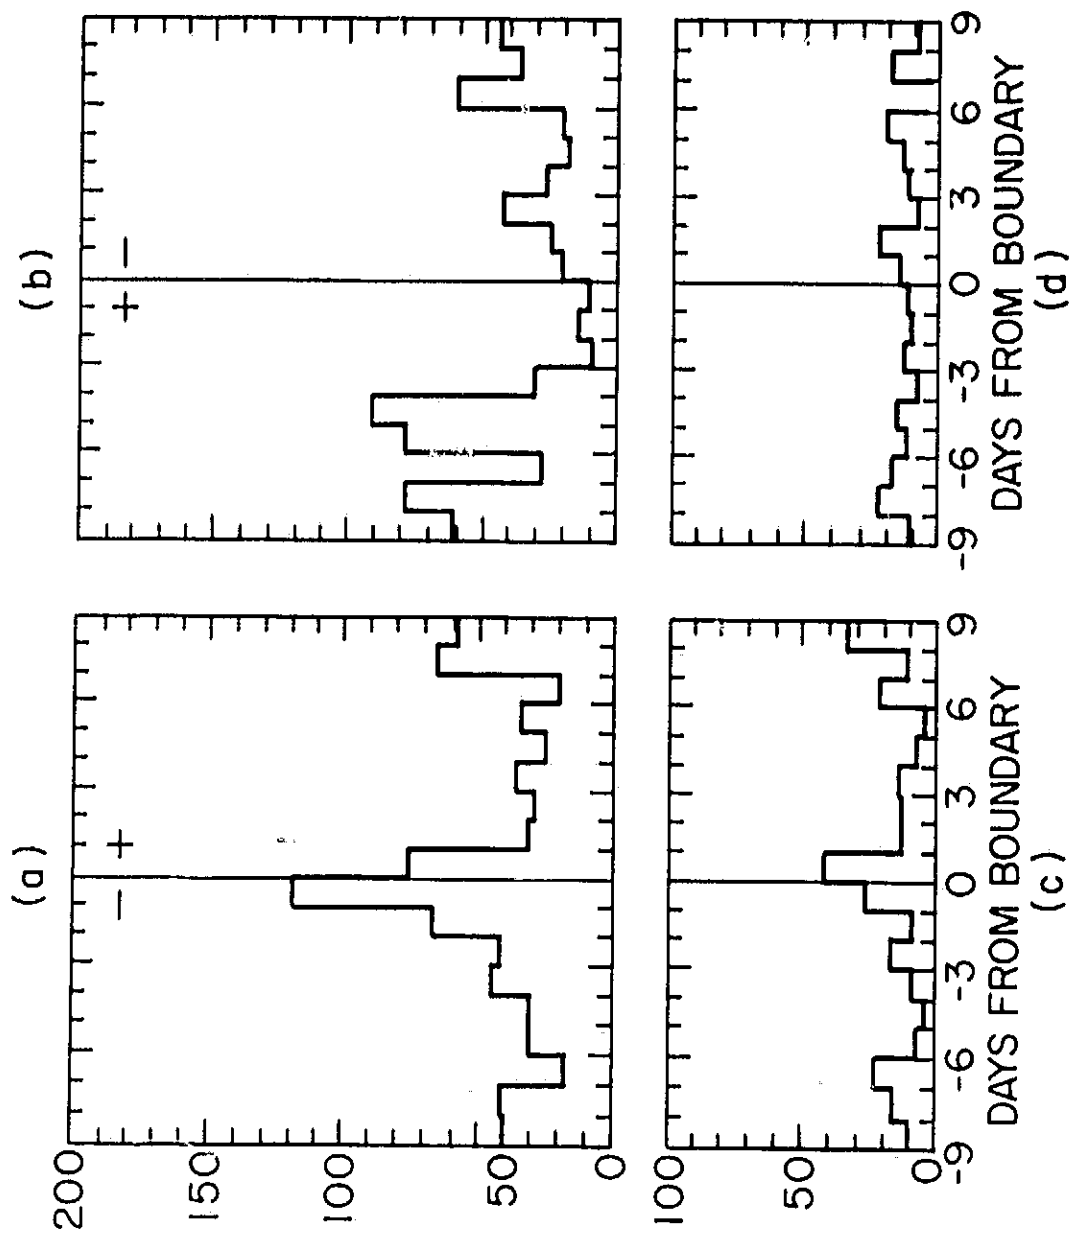 (a)
(b)
− +
+ −
200
150
100
50
0
100
50
0
-9 -6 -3 0 3 6 9
-9 -6 -3 0 3 6 9
DAYS FROM BOUNDARY
DAYS FROM BOUNDARY
(c)
(d)